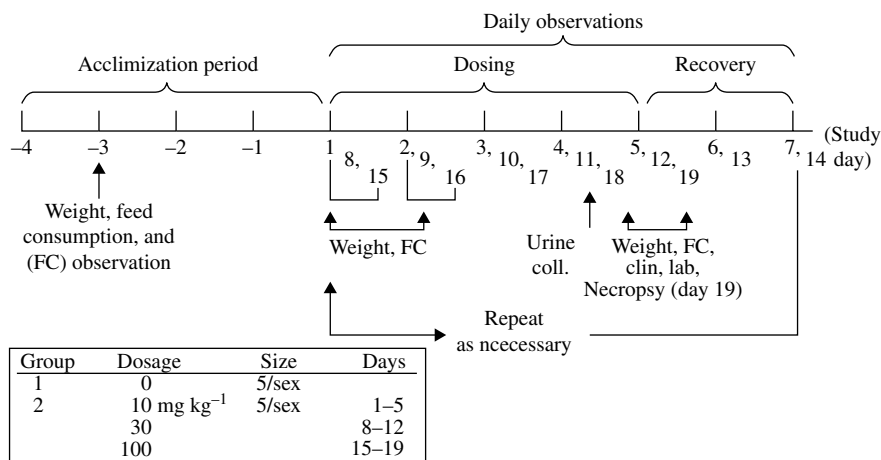 Daily observations
Acclimization period
Dosing
Recovery
–4 –3 –2 –1 1 2, 3, 4, 5, 6, 7, (Study
8, 9, 10, 11, 12, 13 14 day)
15 16 17 18 19
Weight, feed
consumption, and
(FC) observation
Weight, FC
Urine
coll.
Weight, FC,
clin, lab,
Necropsy (day 19)
Repeat
as ncecessary
Group Dosage Size Days
1 0 5/sex
2 10 mg kg–1 5/sex 1–5
30 8–12
100 15–19